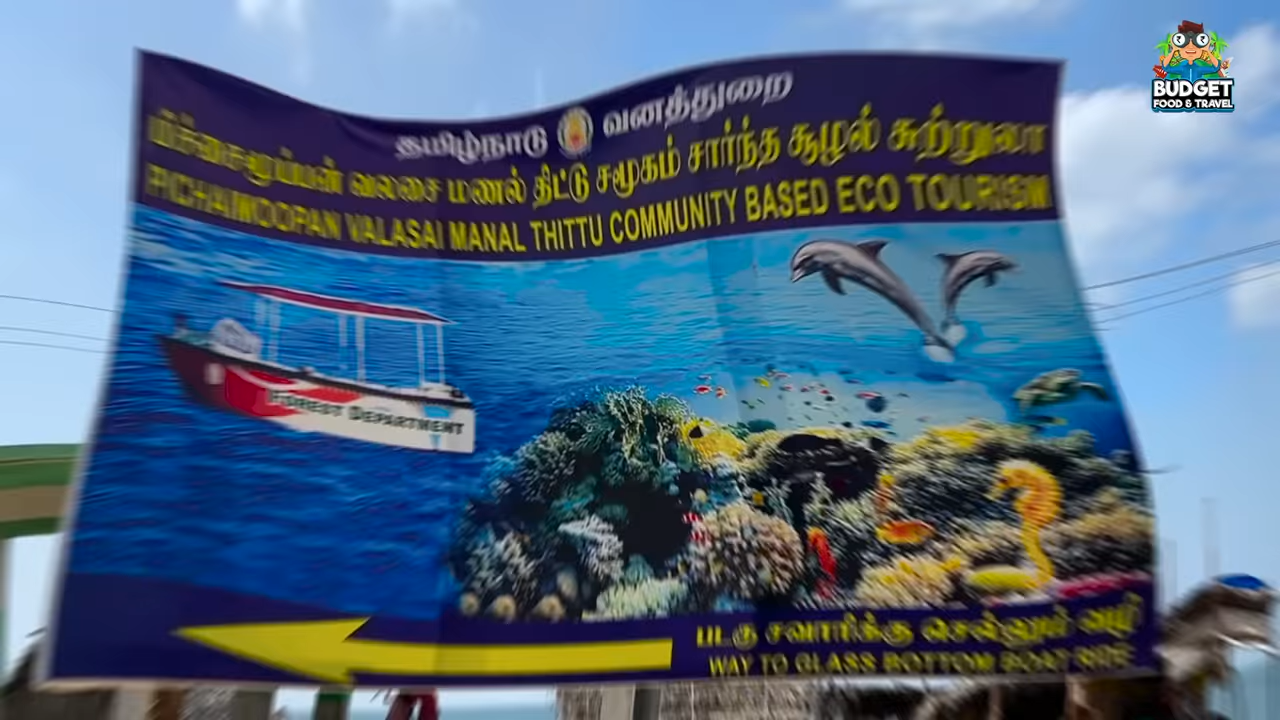 தமிழ்நாடு வனத்துறை
பிச்சைமூப்பன் வலசை மணல் திட்டு சமூகம் சார்ந்த சூழல் சுற்றுலா
PICHAIMOOPAN VALASAI MANAL THITTU COMMUNITY BASED ECO TOURISM
FOREST DEPARTMENT
படகு சவாரிக்கு செல்லும் வழி
WAY TO GLASS BOTTOM BOAT RIDE
BUDGET
FOOD & TRAVEL